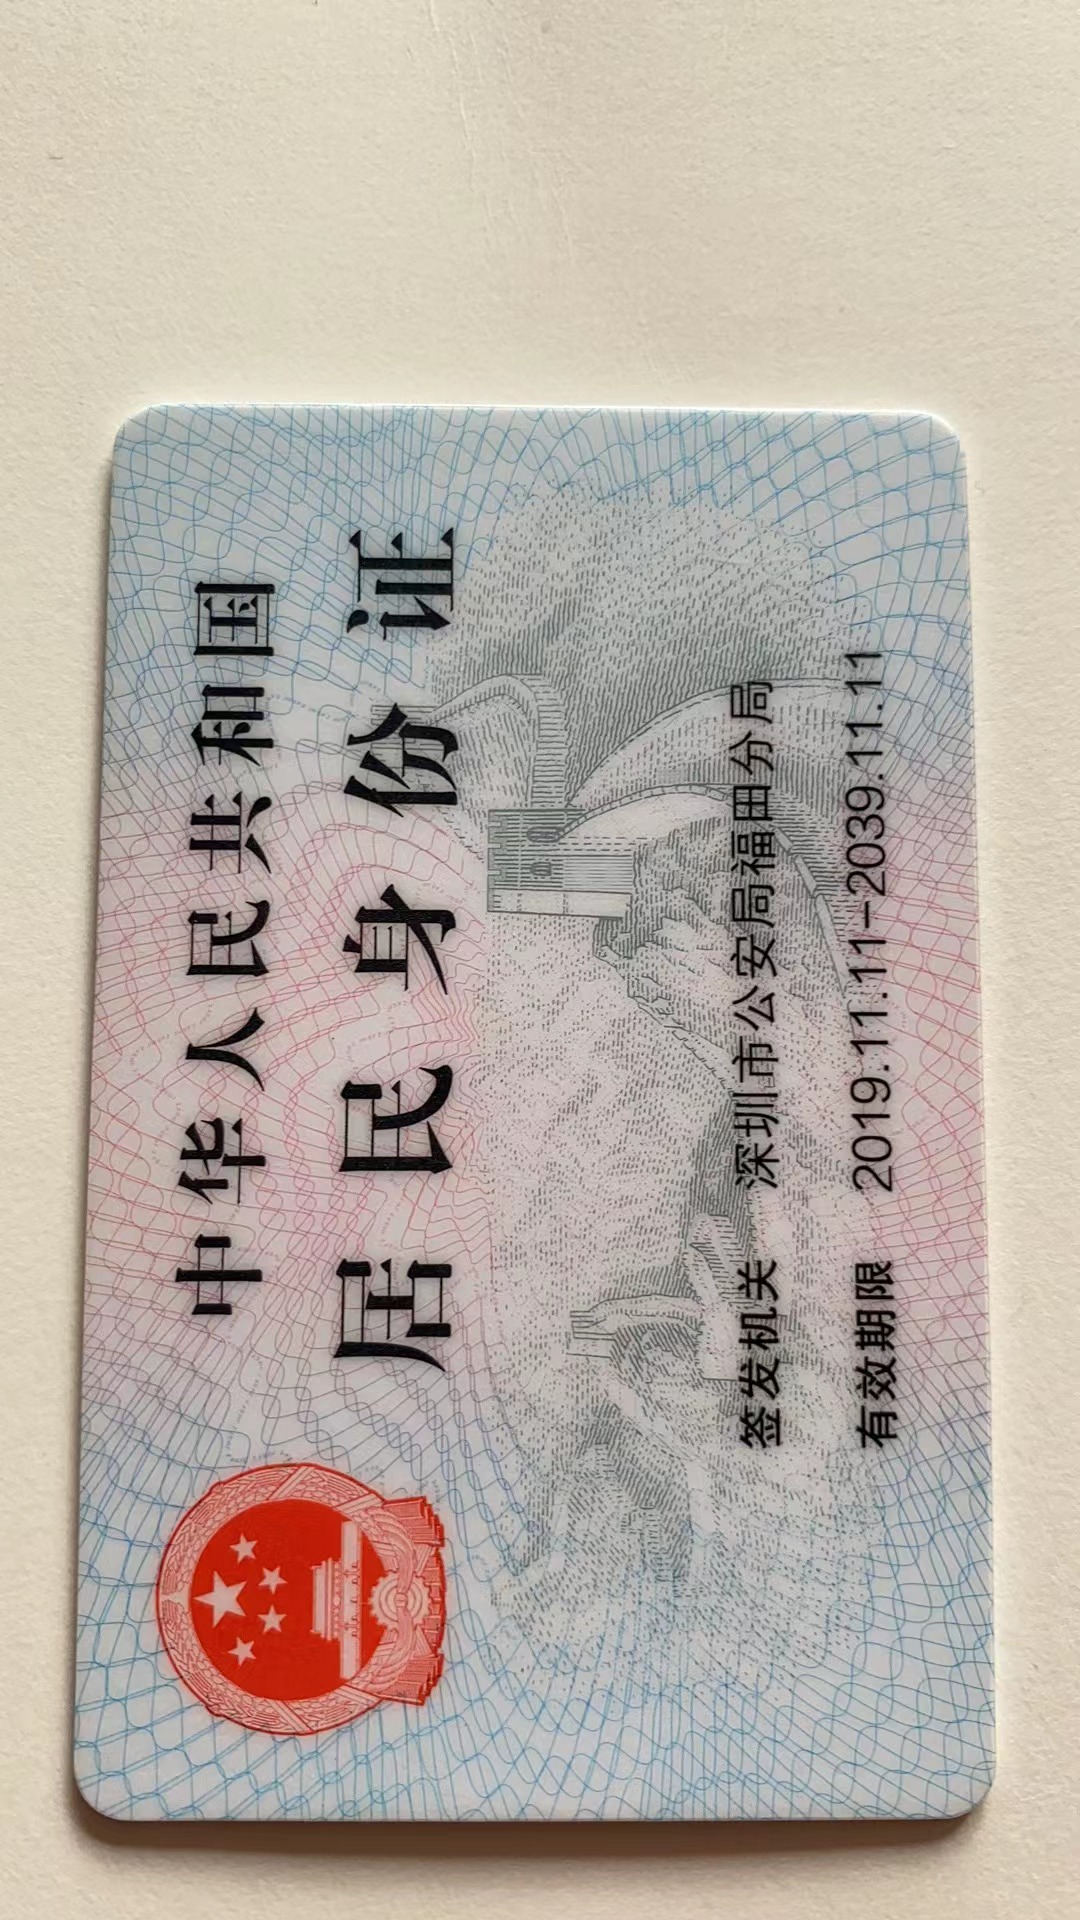 中华人民共和国
居民身份证
签发机关 深圳市公安局福田分局
有效期限 2019.11.11-2039.11.11